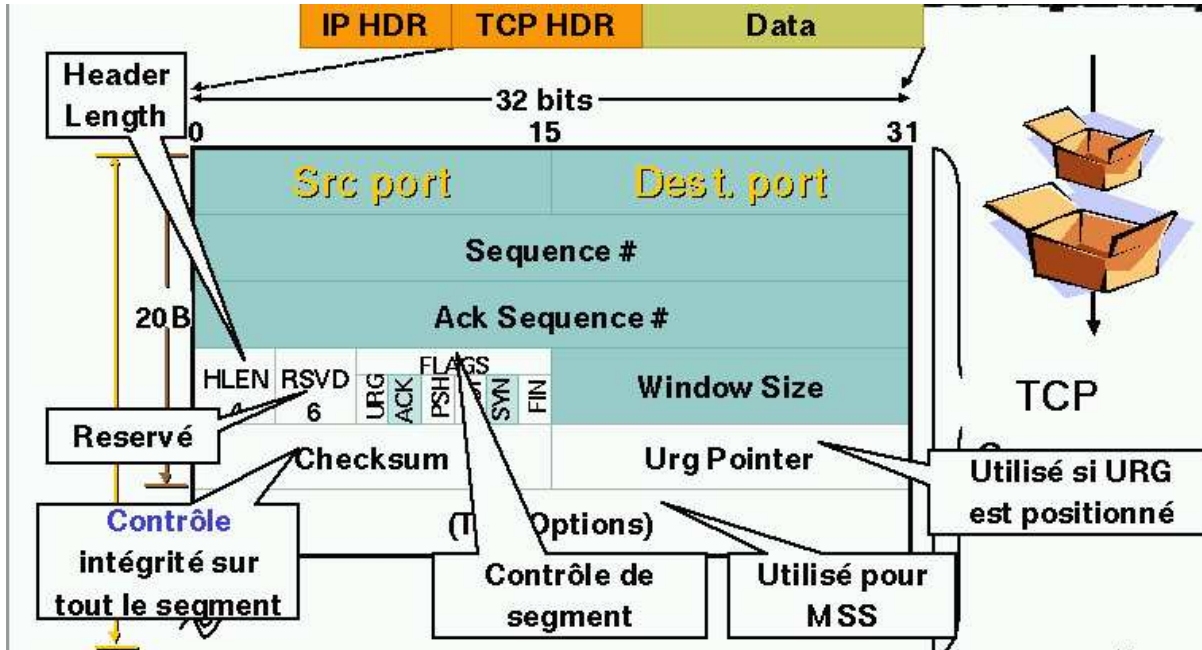 IP HDR TCP HDR Data
Header
Length
32 bits
0 15 31
Src port Dest. port
Sequence #
20 B
Ack Sequence #
FLAGS
HLEN RSVD URG ACK PSH SYN FIN Window Size
6
TCP
Reservé
Checksum Urg Pointer
Utilisé si URG
est positionné
Contrôle
intégrité sur
tout le segment
Options)
Contrôle de
segment
Utilisé pour
MSS